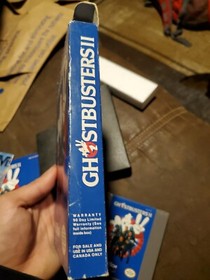 GHOSTBUSTERS II
WARRANTY
90 Day Limited
Warranty (See
full information
inside box)
FOR SALE AND
USE IN USA AND
CANADA ONLY